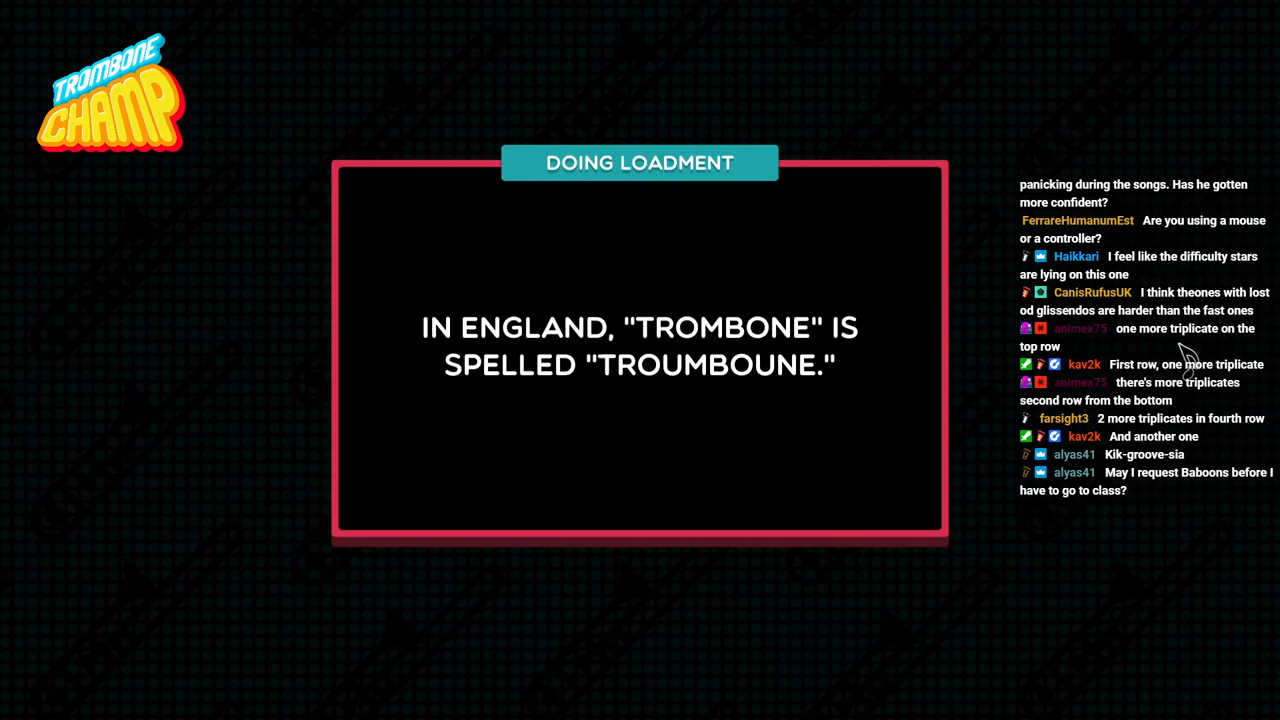 TROMBONE
CHAMP
DOING LOADMENT
IN ENGLAND, "TROMBONE" IS
SPELLED "TROUMBOUNE."
panicking during the songs. Has he gotten
more confident?
FerrareHumanumEst Are you using a mouse
or a controller?
Haikkari I feel like the difficulty stars
are lying on this one
CanisRufusUK I think theones with lost
od glissendos are harder than the fast ones
animex75 one more triplicate on the
top row
kav2k First row, one more triplicate
animex75 there's more triplicates
second row from the bottom
farsight3 2 more triplicates in fourth row
kav2k And another one
alyas41 Kik-groove-sia
alyas41 May I request Baboons before I
have to go to class?